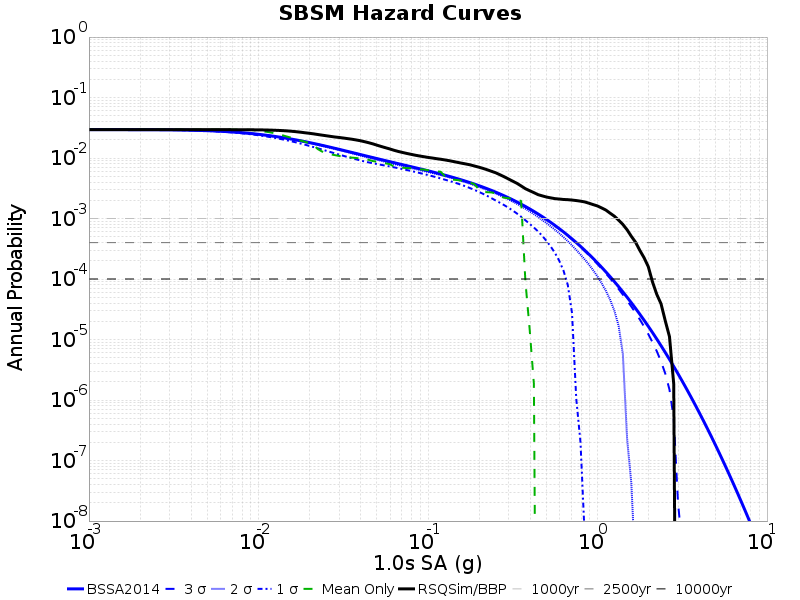 SBSM Hazard Curves
10^0
10^-1
10^-2
10^-3
10^-4
10^-5
10^-6
10^-7
10^-8
Annual Probability
10^-3 10^-2 10^-1 10^0 10^1
1.0s SA (g)
BSSA2014 3 σ 2 σ 1 σ Mean Only RSQSim/BBP 1000yr 2500yr 10000yr